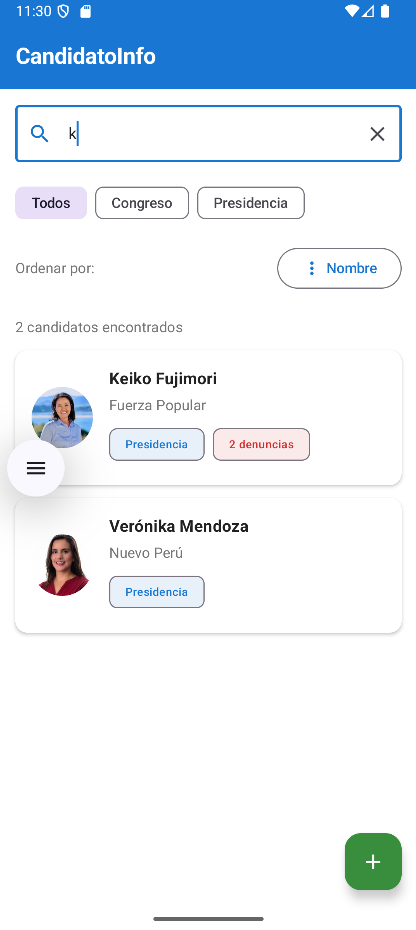 11:30
CandidatoInfo
k
Todos Congreso Presidencia
Ordenar por: Nombre
2 candidatos encontrados
Keiko Fujimori
Fuerza Popular
Presidencia 2 denuncias
Verónika Mendoza
Nuevo Perú
Presidencia